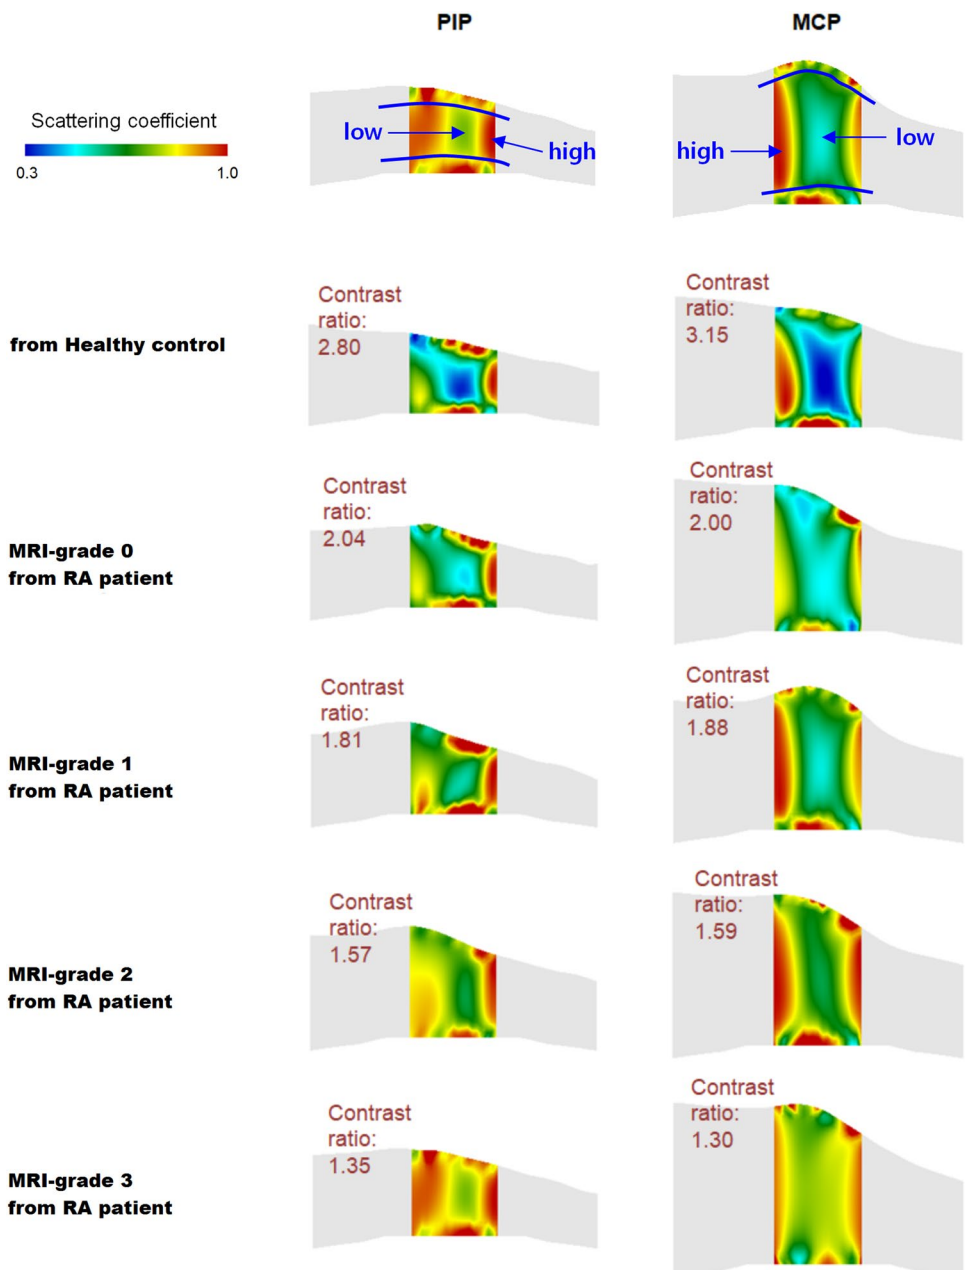 PIP
MCP
Scattering coefficient
0.3
1.0
low
high
high
low
from Healthy control
Contrast
ratio:
2.80
Contrast
ratio:
3.15
MRI-grade 0
from RA patient
Contrast
ratio:
2.04
Contrast
ratio:
2.00
MRI-grade 1
from RA patient
Contrast
ratio:
1.81
Contrast
ratio:
1.88
MRI-grade 2
from RA patient
Contrast
ratio:
1.57
Contrast
ratio:
1.59
MRI-grade 3
from RA patient
Contrast
ratio:
1.35
Contrast
ratio:
1.30